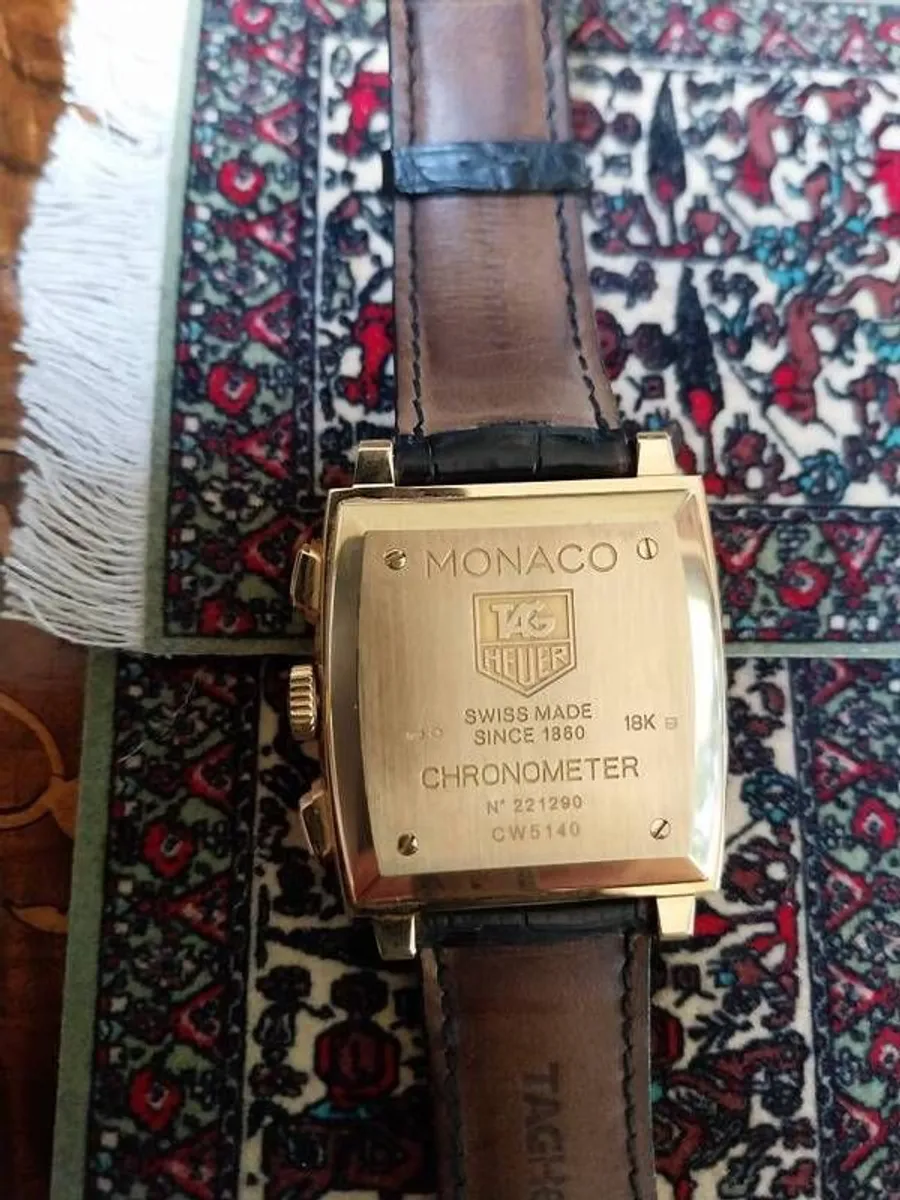 MONACO
TAG
HEUER
SWISS MADE
SINCE 1860
18K
CHRONOMETER
N° 221290
CW5140